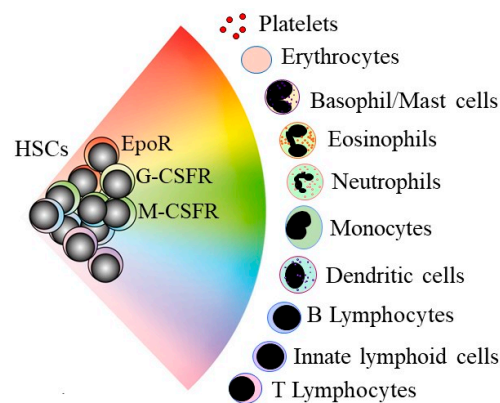 Platelets
Erythrocytes
Basophil/Mast cells
HSCs
EpoR
Eosinophils
G-CSFR
Neutrophils
M-CSFR
Monocytes
Dendritic cells
B Lymphocytes
Innate lymphoid cells
T Lymphocytes